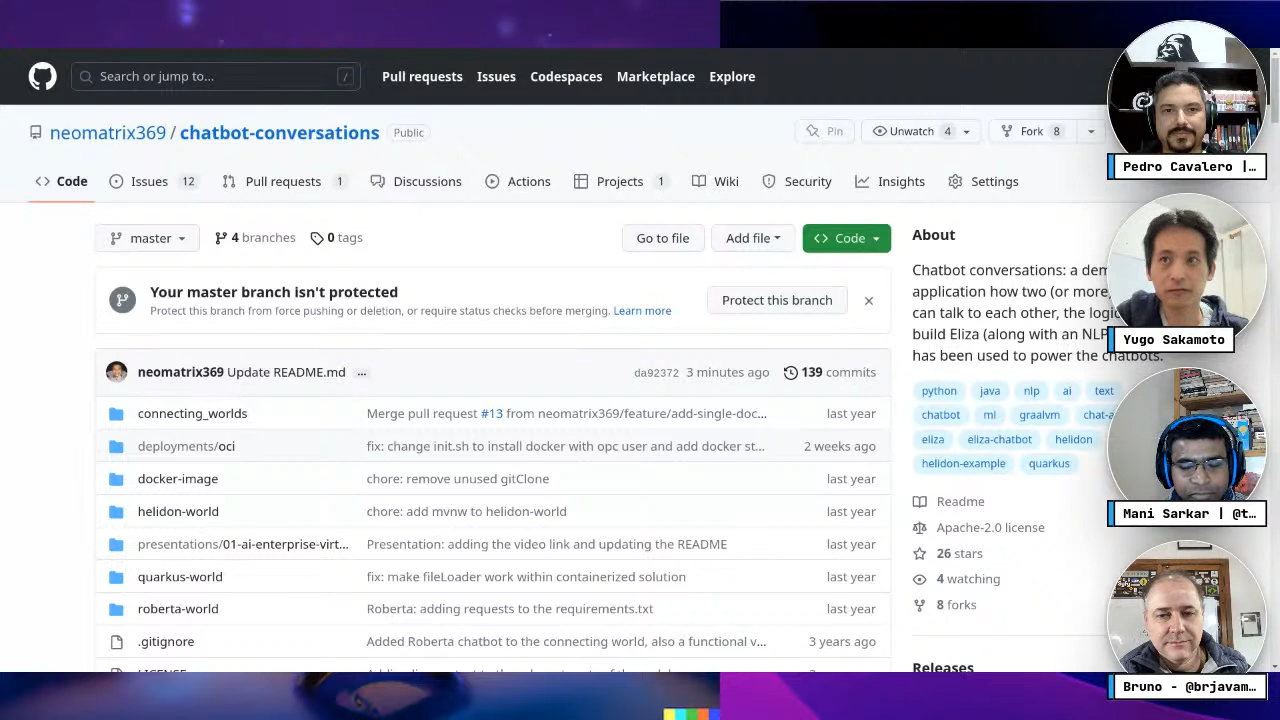 Search or jump to...
/
Pull requests
Issues
Codespaces
Marketplace
Explore
neomatrix369 / chatbot-conversations
Public
Pin
Unwatch 4
Fork 8
Code
Issues 12
Pull requests 1
Discussions
Actions
Projects 1
Wiki
Security
Insights
Settings
master
4 branches
0 tags
Go to file
Add file
Code
Your master branch isn't protected
Protect this branch from force pushing or deletion, or require status checks before merging. Learn more
Protect this branch
neomatrix369 Update README.md ...
da92372 3 minutes ago
139 commits
connecting_worlds
Merge pull request #13 from neomatrix369/feature/add-single-doc...
last year
deployments/oci
fix: change init.sh to install docker with opc user and add docker st...
2 weeks ago
docker-image
chore: remove unused gitClone
last year
helidon-world
chore: add mvnw to helidon-world
last year
presentations/01-ai-enterprise-virt...
Presentation: adding the video link and updating the README
last year
quarkus-world
fix: make fileLoader work within containerized solution
last year
roberta-world
Roberta: adding requests to the requirements.txt
last year
.gitignore
Added Roberta chatbot to the connecting world, also a functional v...
3 years ago
About
Chatbot conversations: a dem
application how two (or more,
can talk to each other, the logic
build Eliza (along with an NLP
has been used to power the chatbots.
python
java
nlp
ai
text
chatbot
ml
graalvm
chat-a
eliza
eliza-chatbot
helidon
helidon-example
quarkus
Readme
Apache-2.0 license
26 stars
4 watching
8 forks
Releases
Pedro Cavalero |...
Yugo Sakamoto
Mani Sarkar | @t...
Bruno - @brjavam...